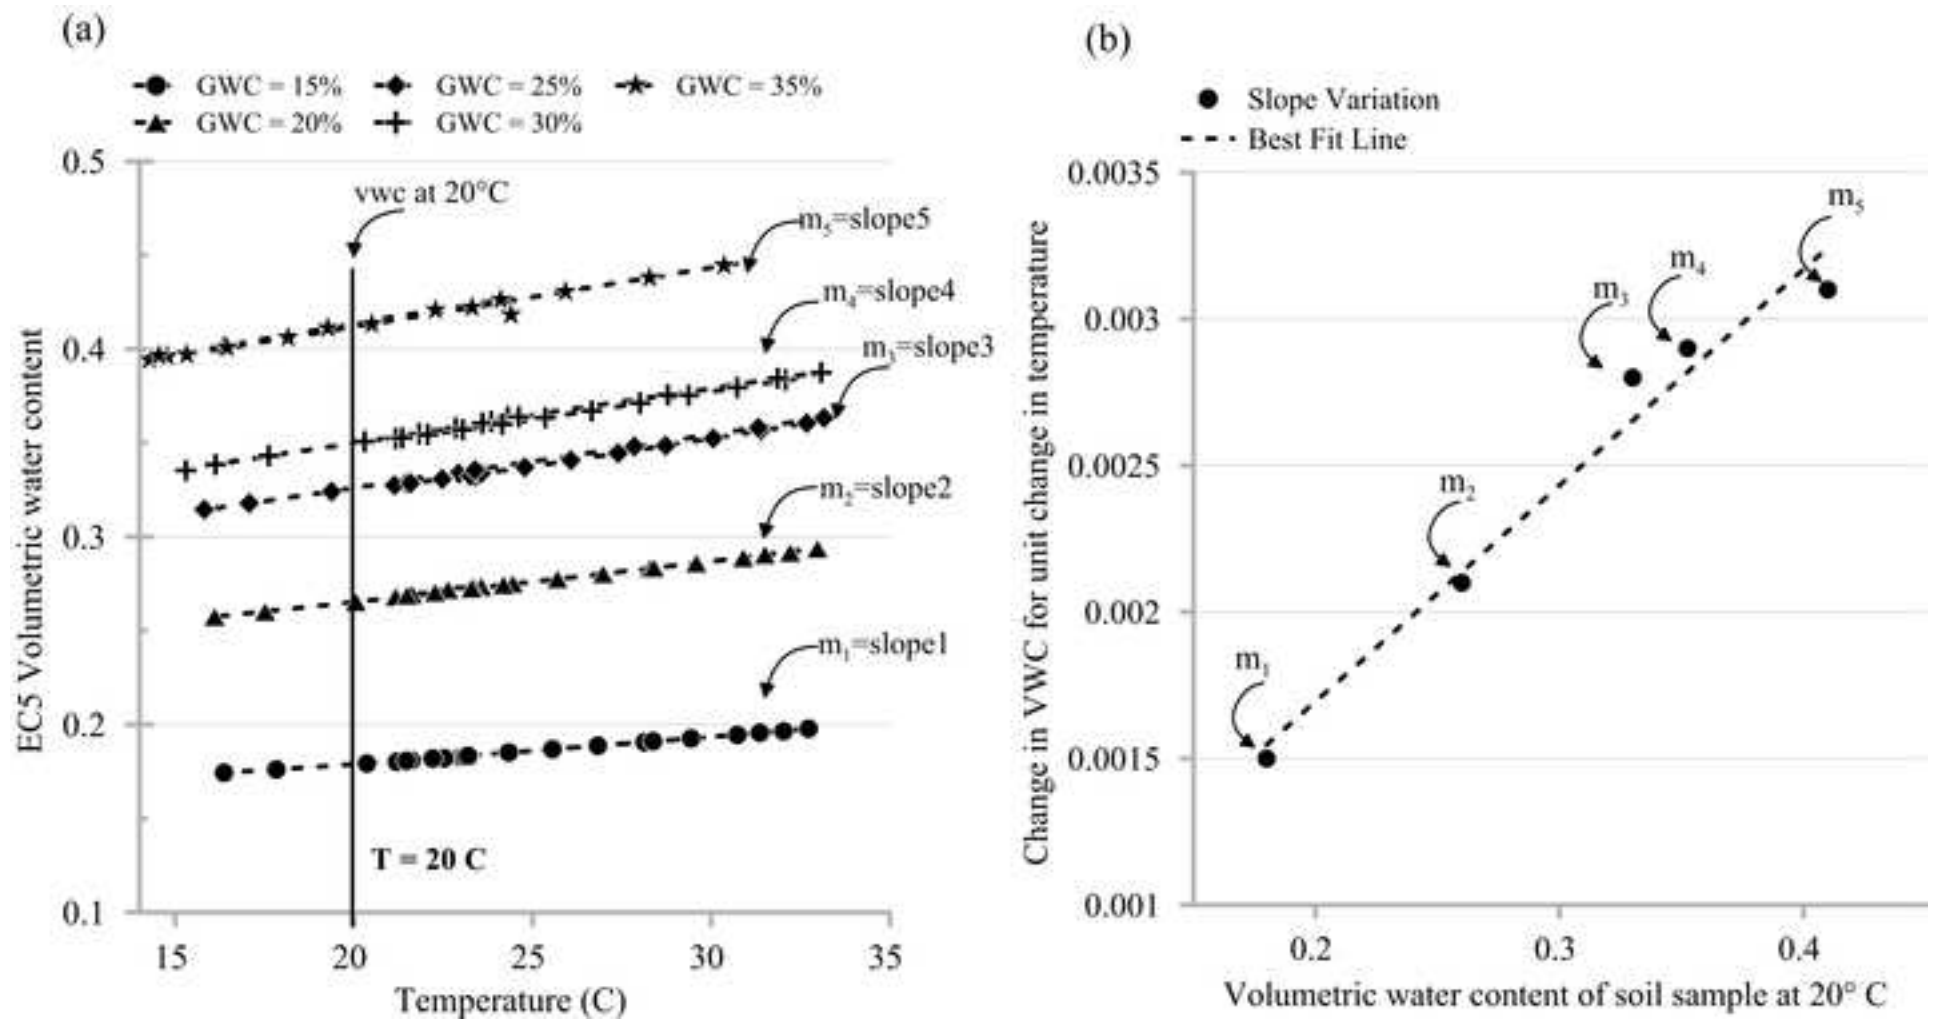 (a)
GWC = 15%
GWC = 25%
GWC = 35%
GWC = 20%
GWC = 30%
0.5
0.4
0.3
0.2
0.1
EC5 Volumetric water content
vwc at 20°C
m₅=slope5
m₄=slope4
m₃=slope3
m₂=slope2
m₁=slope1
T = 20 C
15
20
25
30
35
Temperature (C)
(b)
Slope Variation
Best Fit Line
0.0035
0.003
0.0025
0.002
0.0015
0.001
Change in VWC for unit change in temperature
m₅
m₄
m₃
m₂
m₁
0.2
0.3
0.4
Volumetric water content of soil sample at 20° C